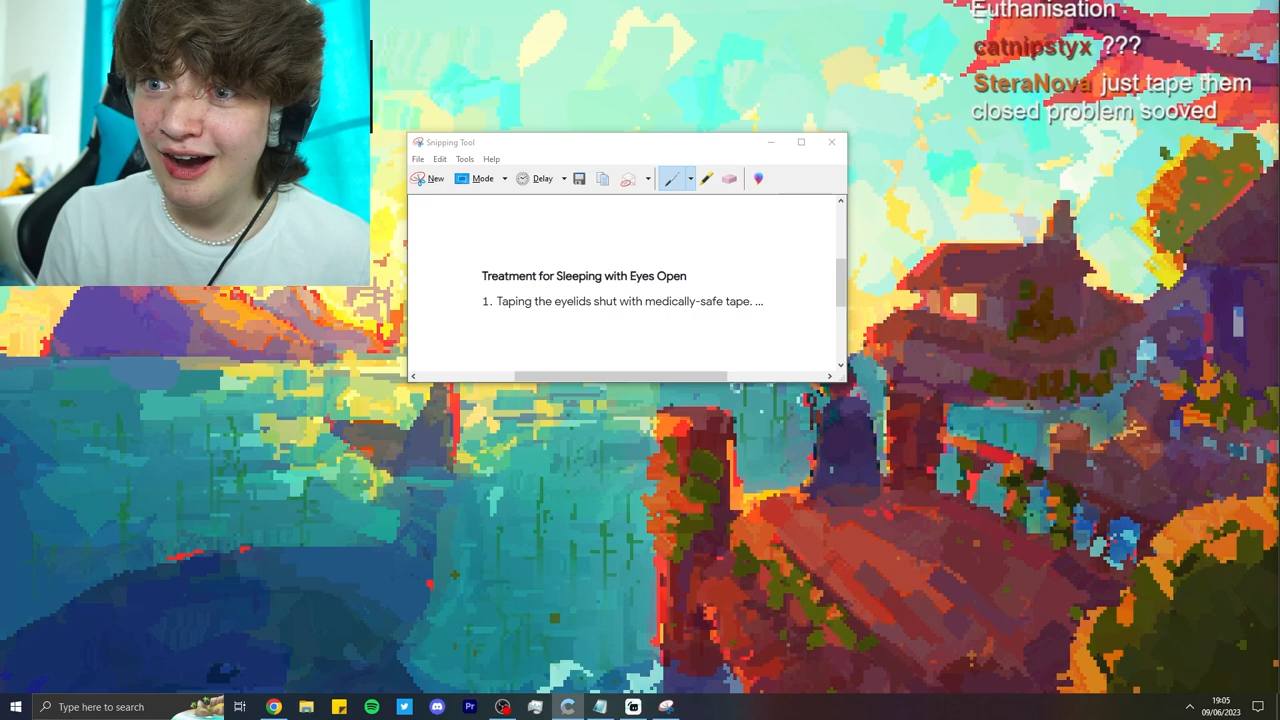 Euthanisation
catnipstyx ???
SteraNova just tape them
closed problem sooved
Snipping Tool
File Edit Tools Help
New Mode Delay
Treatment for Sleeping with Eyes Open
1. Taping the eyelids shut with medically-safe tape. ...
Type here to search
Pr
19:05
09/06/2023